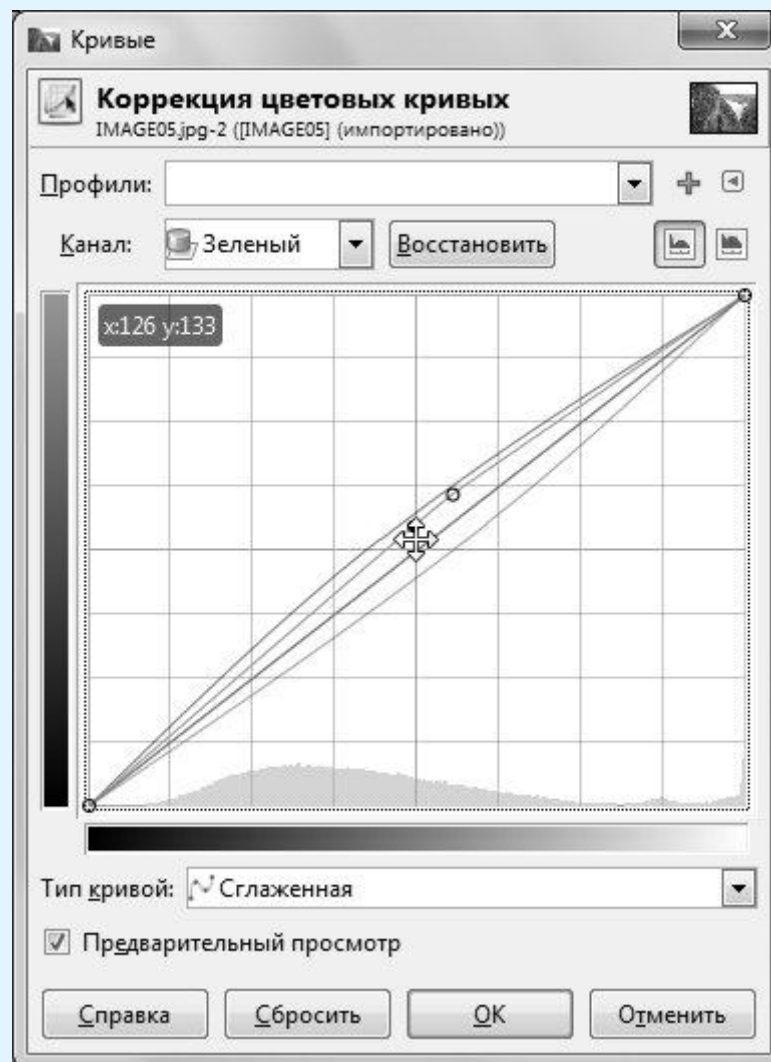 Кривые
Коррекция цветовых кривых
IMAGE05.jpg-2 ([IMAGE05] (импортировано))
Профили:
Канал: Зеленый Восстановить
x:126 y:133
Тип кривой: Сглаженная
Предварительный просмотр
Справка Сбросить OK Отменить